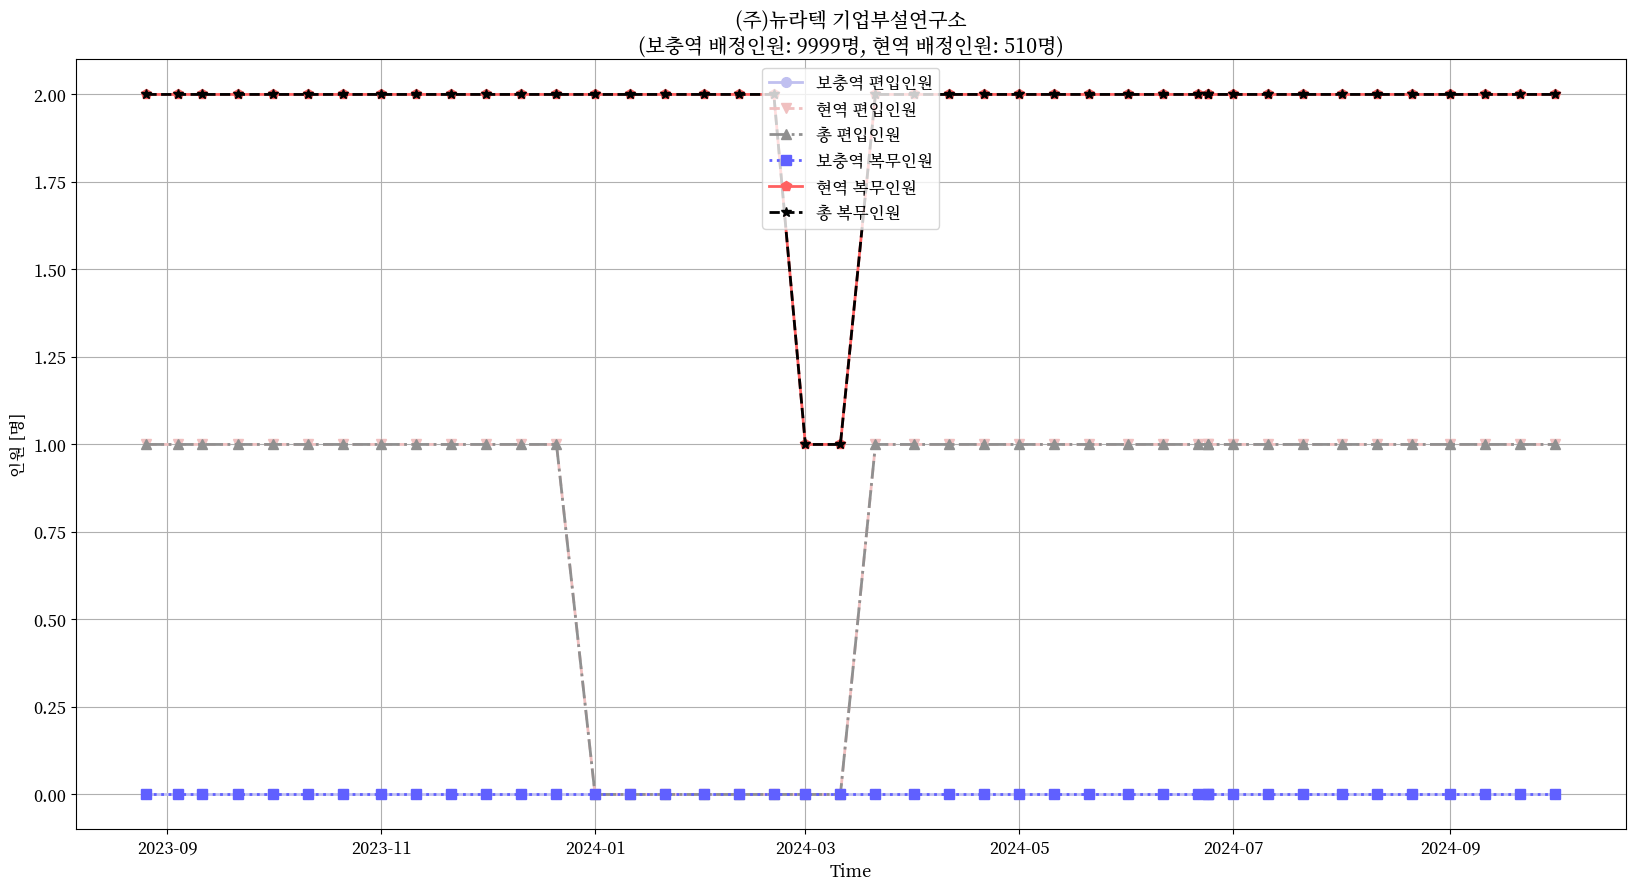 (주)뉴라텍 기업부설연구소
(보충역 배정인원: 9999명, 현역 배정인원: 510명)
보충역 편입인원
현역 편입인원
총 편입인원
보충역 복무인원
현역 복무인원
총 복무인원
인원 [명]
2.00
1.75
1.50
1.25
1.00
0.75
0.50
0.25
0.00
2023-09
2023-11
2024-01
2024-03
2024-05
2024-07
2024-09
Time